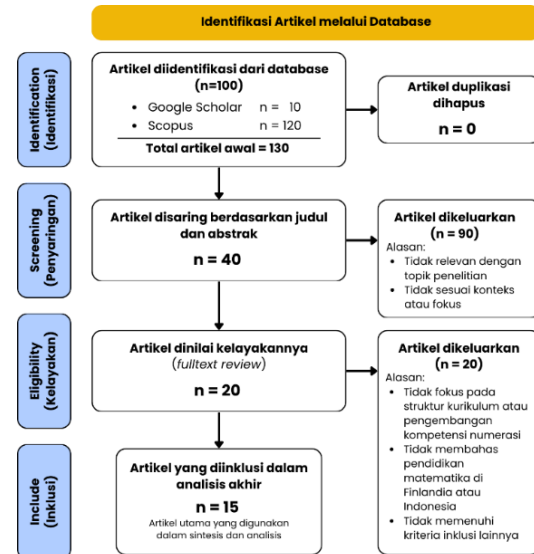 Identifikasi Artikel melalui Database
Identification
(Identifikasi)
Artikel diidentifikasi dari database
(n=100)
• Google Scholar n = 10
• Scopus n = 120
Total artikel awal = 130
Artikel duplikasi
dihapus
n = 0
Screening
(Penyaringan)
Artikel disaring berdasarkan judul
dan abstrak
n = 40
Artikel dikeluarkan
(n = 90)
Alasan:
• Tidak relevan dengan
topik penelitian
• Tidak sesuai konteks
atau fokus
Eligibility
(Kelayakan)
Artikel dinilai kelayakannya
(fulltext review)
n = 20
Artikel dikeluarkan
(n = 20)
Alasan:
• Tidak fokus pada
struktur kurikulum atau
pengembangan
kompetensi numerasi
• Tidak membahas
pendidikan
matematika di
Finlandia atau
Indonesia
• Tidak memenuhi
kriteria inklusi lainnya
Include
(Inklusi)
Artikel yang diinklusi dalam
analisis akhir
n = 15
Artikel utama yang digunakan
dalam sintesis dan analisis